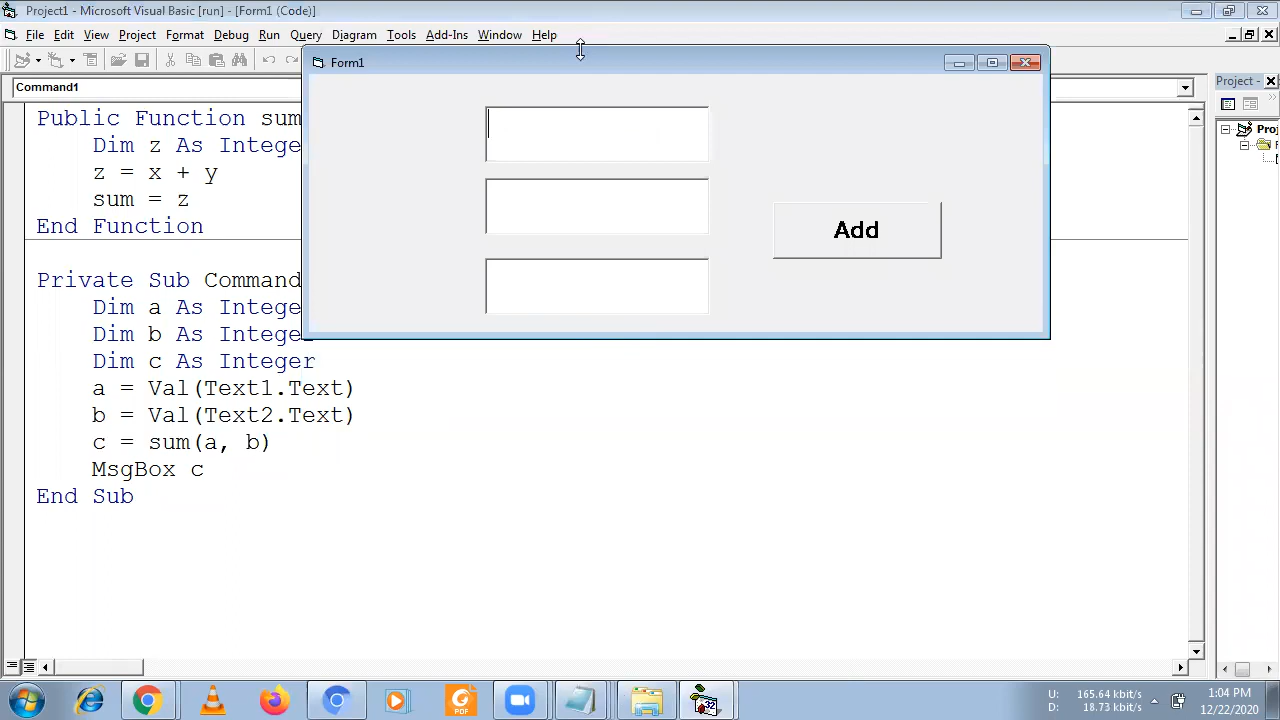 Project1 - Microsoft Visual Basic [run] - [Form1 (Code)]
File Edit View Project Format Debug Run Query Diagram Tools Add-Ins Window Help
Form1
Command1
Project -
Public Function sum
Dim z As Intege
z = x + y
sum = z
End Function
Add
Private Sub Command
Dim a As Intege
Dim b As Intege
Dim c As Integer
a = Val(Text1.Text)
b = Val(Text2.Text)
c = sum(a, b)
MsgBox c
End Sub
Proj
32
PDF
U: 165.64 kbit/s
D: 18.73 kbit/s
1:04 PM
12/22/2020